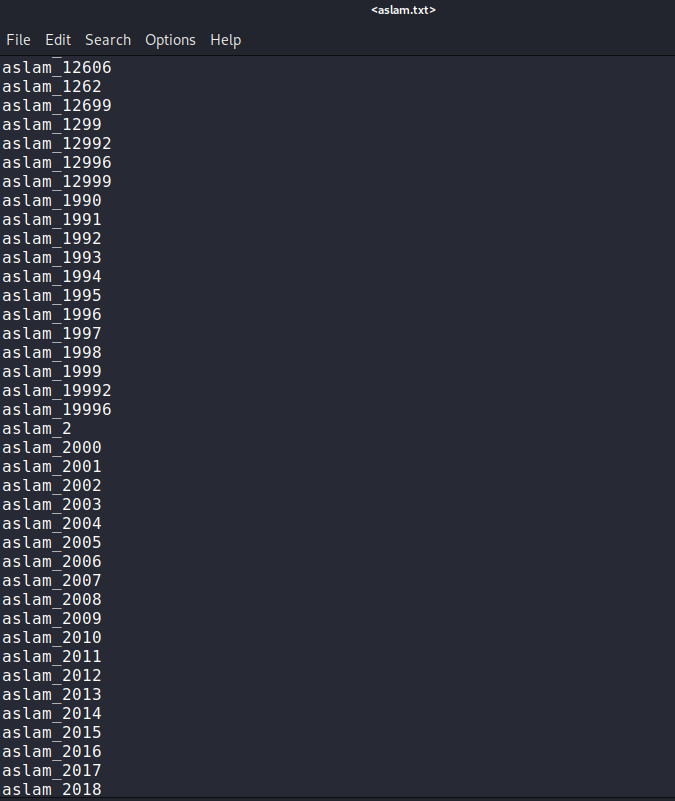 <aslam.txt>
File Edit Search Options Help
aslam_12606
aslam_1262
aslam_12699
aslam_1299
aslam_12992
aslam_12996
aslam_12999
aslam_1990
aslam_1991
aslam_1992
aslam_1993
aslam_1994
aslam_1995
aslam_1996
aslam_1997
aslam_1998
aslam_1999
aslam_19992
aslam_19996
aslam_2
aslam_2000
aslam_2001
aslam_2002
aslam_2003
aslam_2004
aslam_2005
aslam_2006
aslam_2007
aslam_2008
aslam_2009
aslam_2010
aslam_2011
aslam_2012
aslam_2013
aslam_2014
aslam_2015
aslam_2016
aslam_2017
aslam_2018